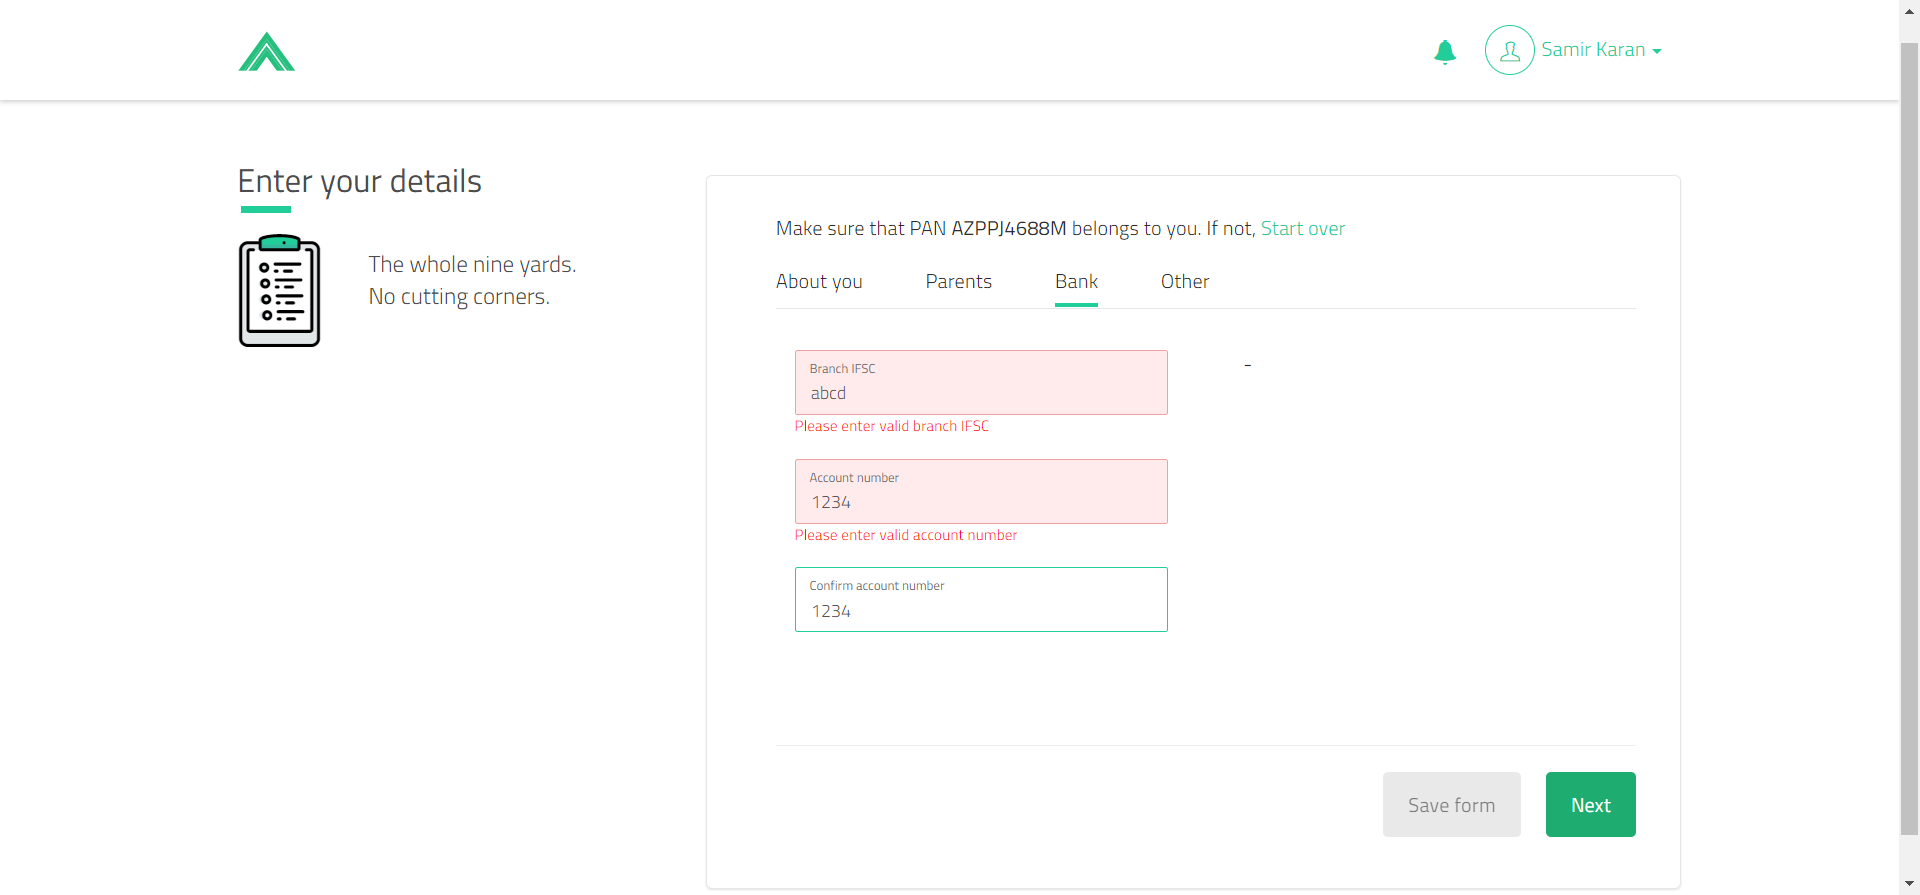 Samir Karan
Enter your details
The whole nine yards.
No cutting corners.
Make sure that PAN AZPPJ4688M belongs to you. If not, Start over
About you Parents Bank Other
Branch IFSC
abcd
-
Please enter valid branch IFSC
Account number
1234
Please enter valid account number
Confirm account number
1234
Save form Next